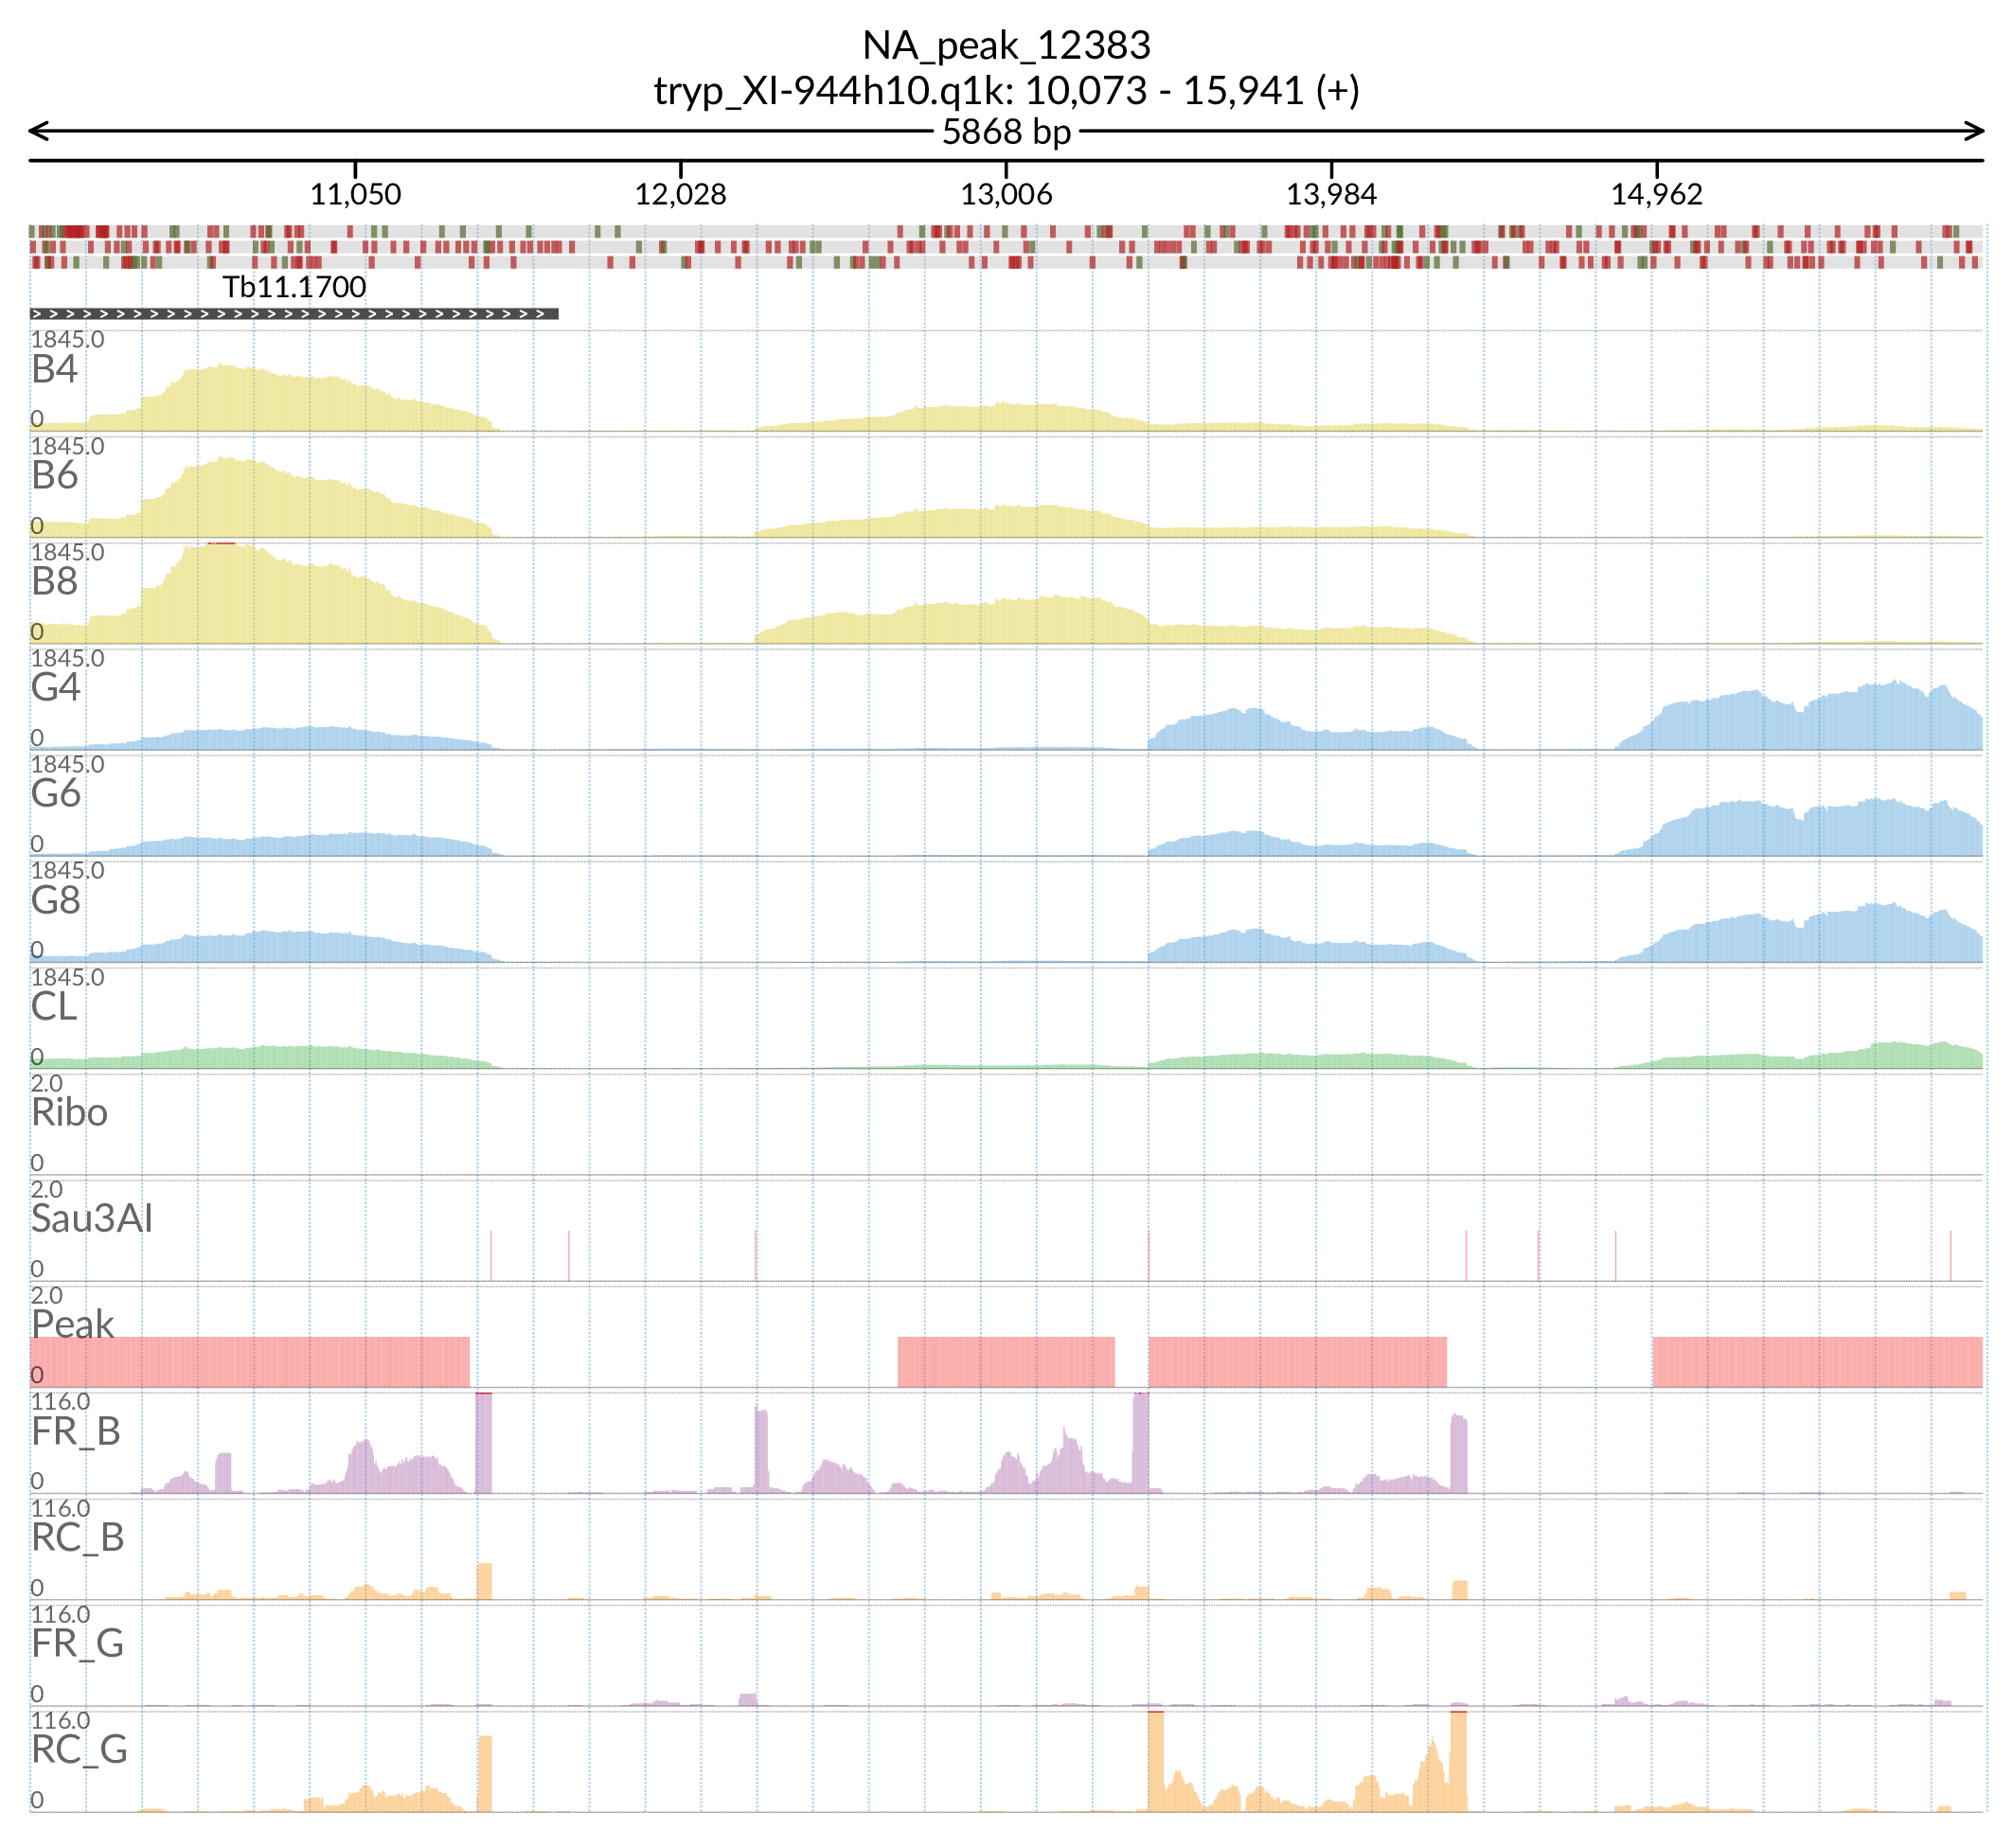 NA_peak_12383
tryp_XI-944h10.q1k: 10,073 - 15,941 (+)
5868 bp
11,050 12,028 13,006 13,984 14,962
Tb11.1700
1845.0
B4
0
1845.0
B6
0
1845.0
B8
0
1845.0
G4
0
1845.0
G6
0
1845.0
G8
0
1845.0
CL
0
2.0
Ribo
0
2.0
Sau3AI
0
2.0
Peak
0
116.0
FR_B
0
116.0
RC_B
0
116.0
FR_G
0
116.0
RC_G
0